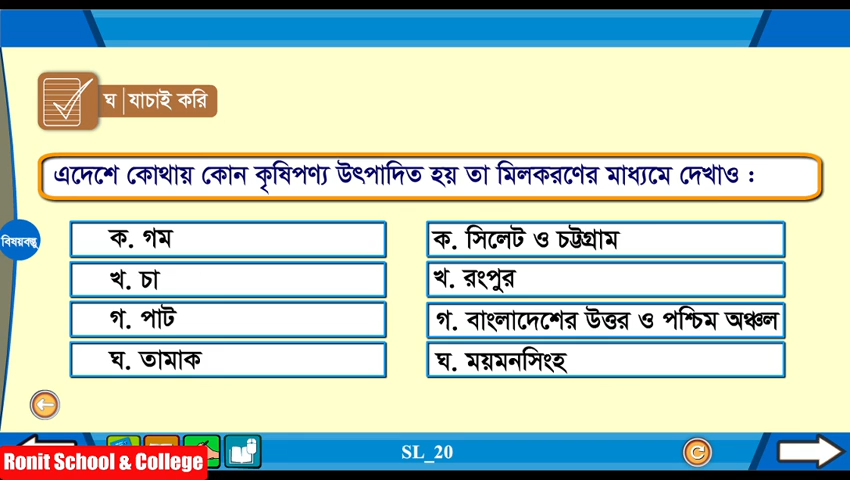 ঘ | যাচাই করি
এদেশে কোথায় কোন কৃষিপণ্য উৎপাদিত হয় তা মিলকরণের মাধ্যমে দেখাও :
বিষয়বস্তু
ক. গম
ক. সিলেট ও চট্টগ্রাম
খ. চা
খ. রংপুর
গ. পাট
গ. বাংলাদেশের উত্তর ও পশ্চিম অঞ্চল
ঘ. তামাক
ঘ. ময়মনসিংহ
SL_20
Ronit School & College